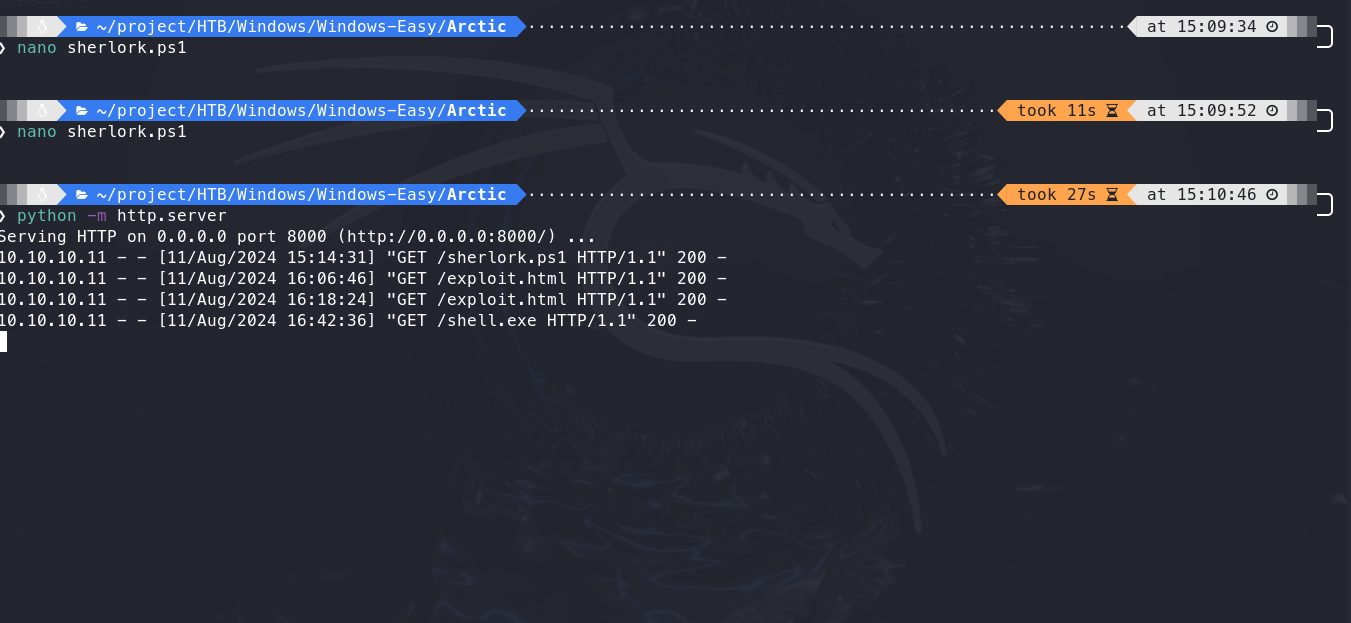 ~/project/HTB/Windows/Windows-Easy/Arctic at 15:09:34
❯ nano sherlork.ps1
~/project/HTB/Windows/Windows-Easy/Arctic took 11s at 15:09:52
❯ nano sherlork.ps1
~/project/HTB/Windows/Windows-Easy/Arctic took 27s at 15:10:46
❯ python -m http.server
Serving HTTP on 0.0.0.0 port 8000 (http://0.0.0.0:8000/) ...
10.10.10.11 - - [11/Aug/2024 15:14:31] "GET /sherlork.ps1 HTTP/1.1" 200 -
10.10.10.11 - - [11/Aug/2024 16:06:46] "GET /exploit.html HTTP/1.1" 200 -
10.10.10.11 - - [11/Aug/2024 16:18:24] "GET /exploit.html HTTP/1.1" 200 -
10.10.10.11 - - [11/Aug/2024 16:42:36] "GET /shell.exe HTTP/1.1" 200 -